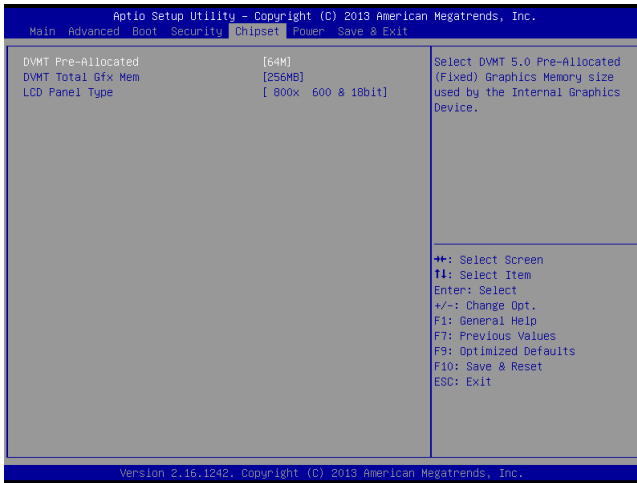 Aptio Setup Utility – Copyright (C) 2013 American Megatrends, Inc.
Main Advanced Boot Security Chipset Power Save & Exit
DVMT Pre-Allocated [64M]
DVMT Total Gfx Mem [256MB]
LCD Panel Type [ 800x 600 & 18bit]
Select DVMT 5.0 Pre-Allocated
(Fixed) Graphics Memory size
used by the Internal Graphics
Device.
→←: Select Screen
↑↓: Select Item
Enter: Select
+/-: Change Opt.
F1: General Help
F7: Previous Values
F9: Optimized Defaults
F10: Save & Reset
ESC: Exit
Version 2.16.1242. Copyright (C) 2013 American Megatrends, Inc.